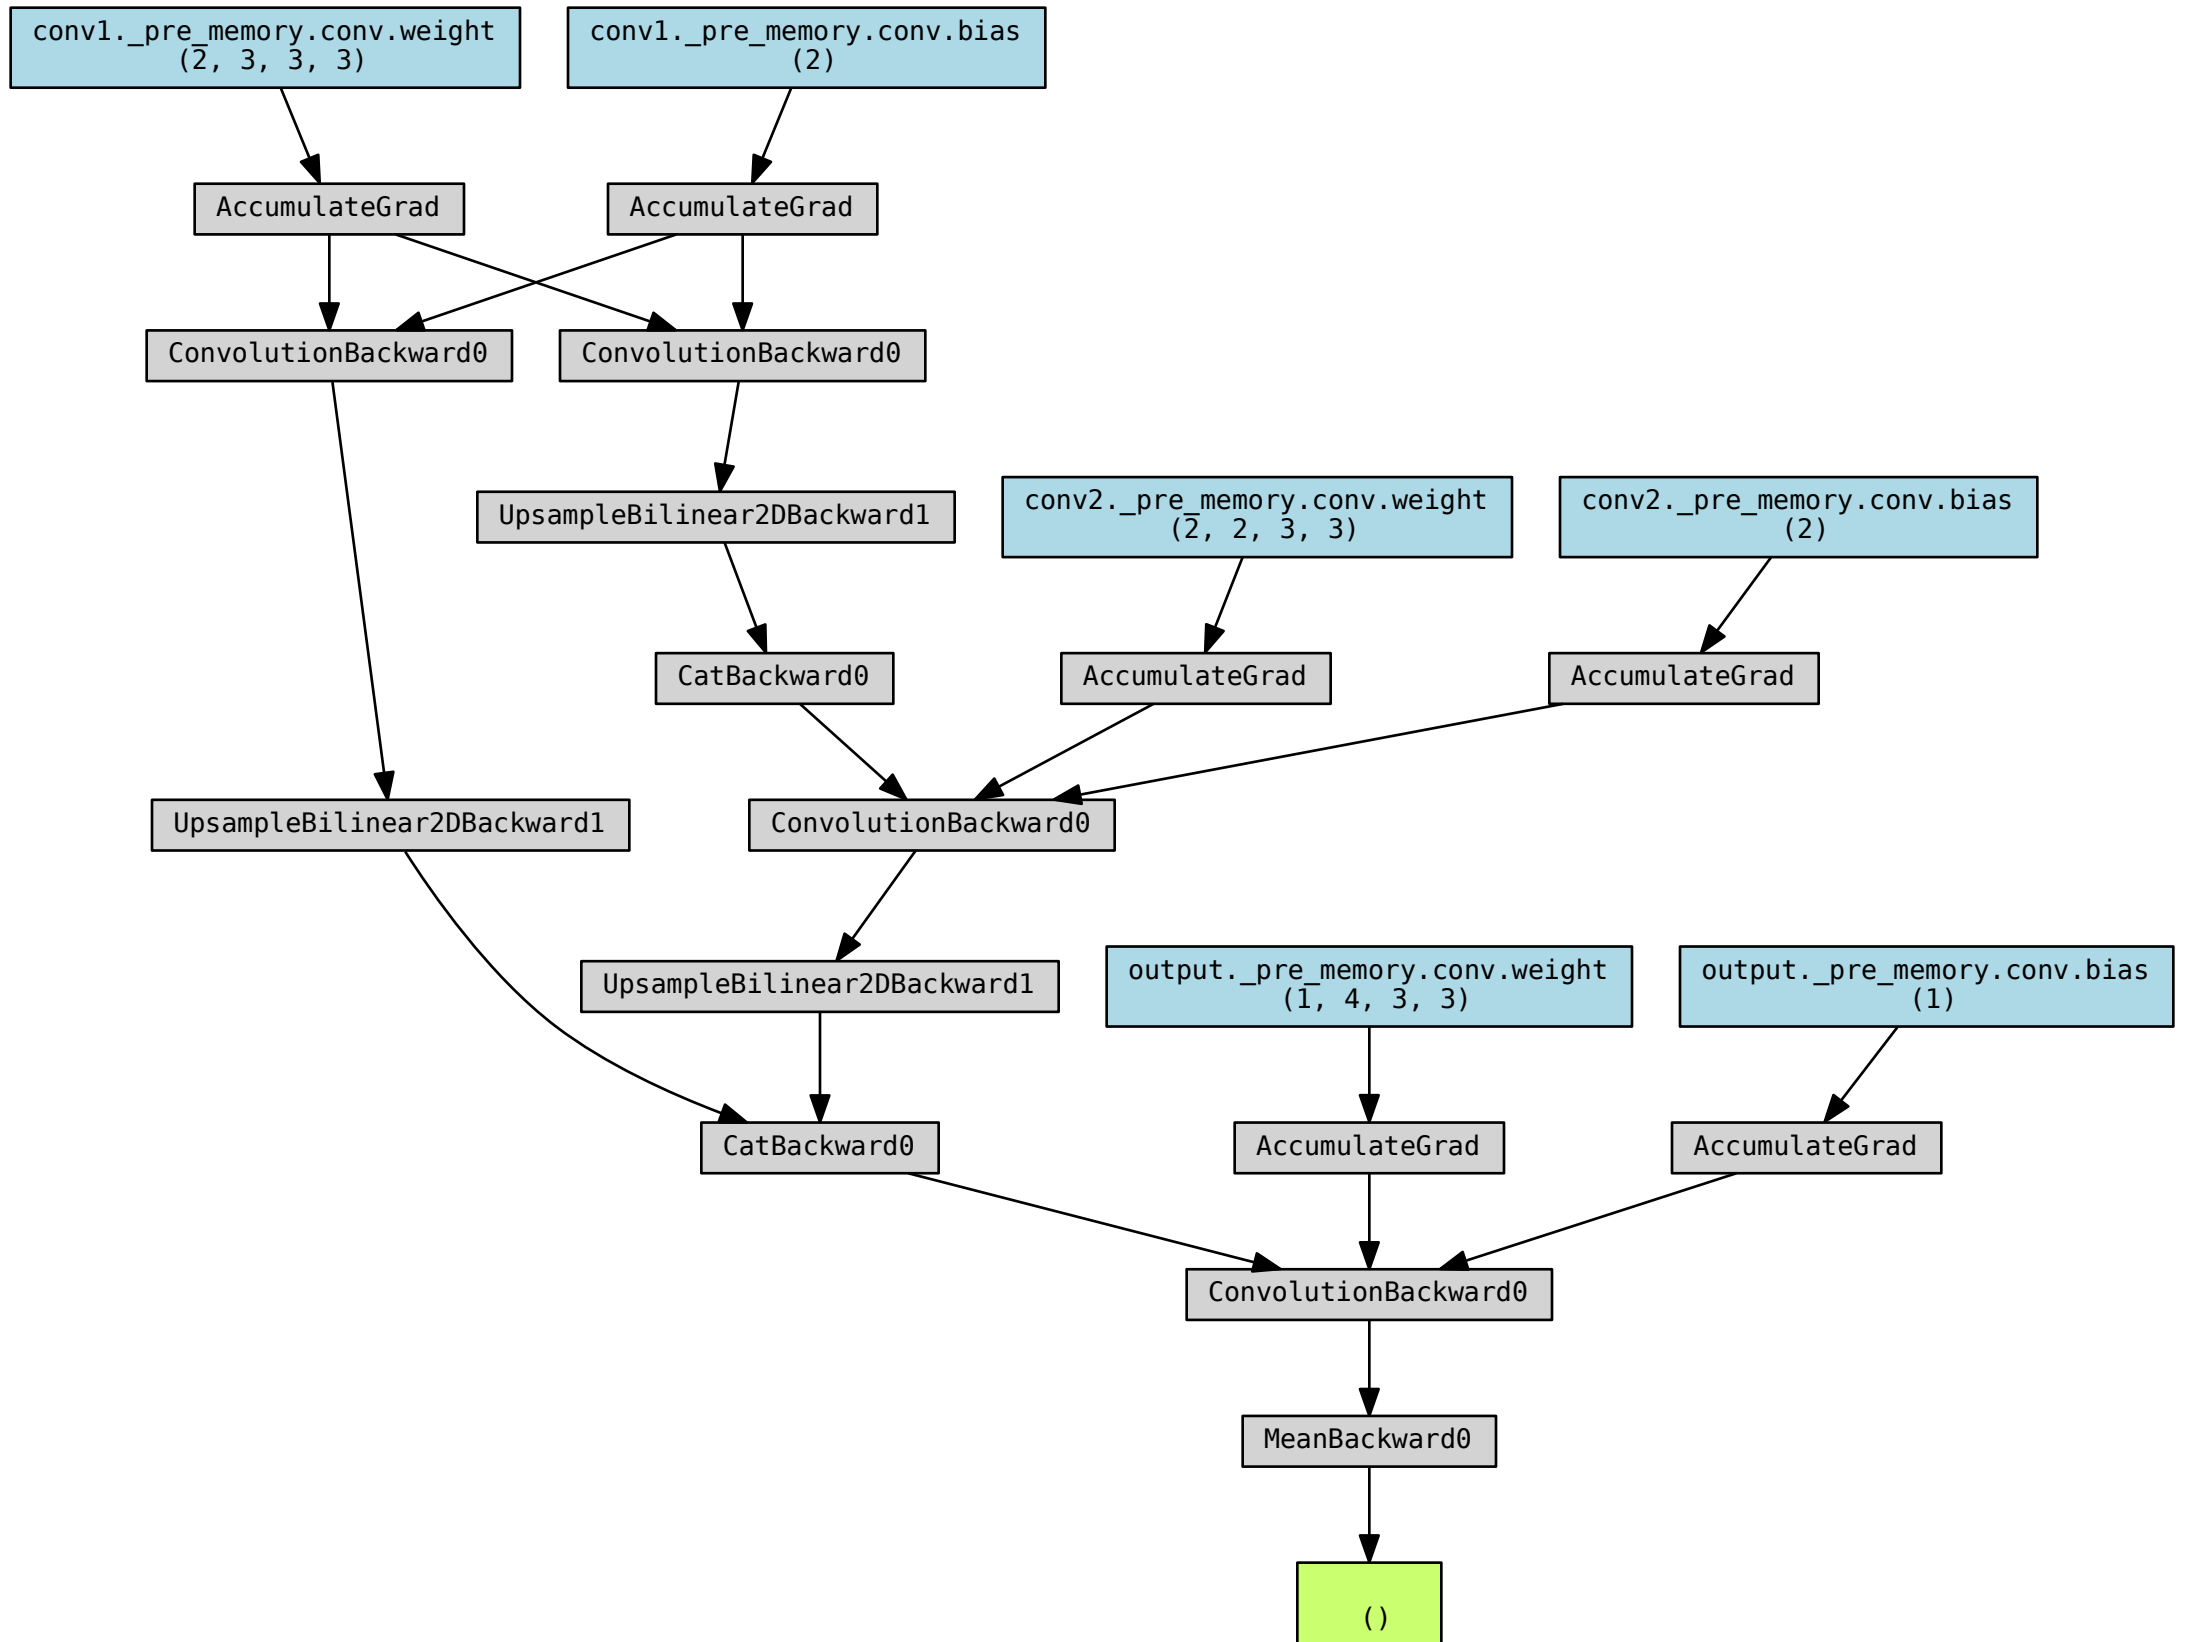 conv1._pre_memory.conv.weight
(2, 3, 3, 3)
conv1._pre_memory.conv.bias
(2)
AccumulateGrad
AccumulateGrad
ConvolutionBackward0
ConvolutionBackward0
UpsampleBilinear2DBackward1
conv2._pre_memory.conv.weight
(2, 2, 3, 3)
conv2._pre_memory.conv.bias
(2)
CatBackward0
AccumulateGrad
AccumulateGrad
UpsampleBilinear2DBackward1
ConvolutionBackward0
UpsampleBilinear2DBackward1
output._pre_memory.conv.weight
(1, 4, 3, 3)
output._pre_memory.conv.bias
(1)
CatBackward0
AccumulateGrad
AccumulateGrad
ConvolutionBackward0
MeanBackward0
()